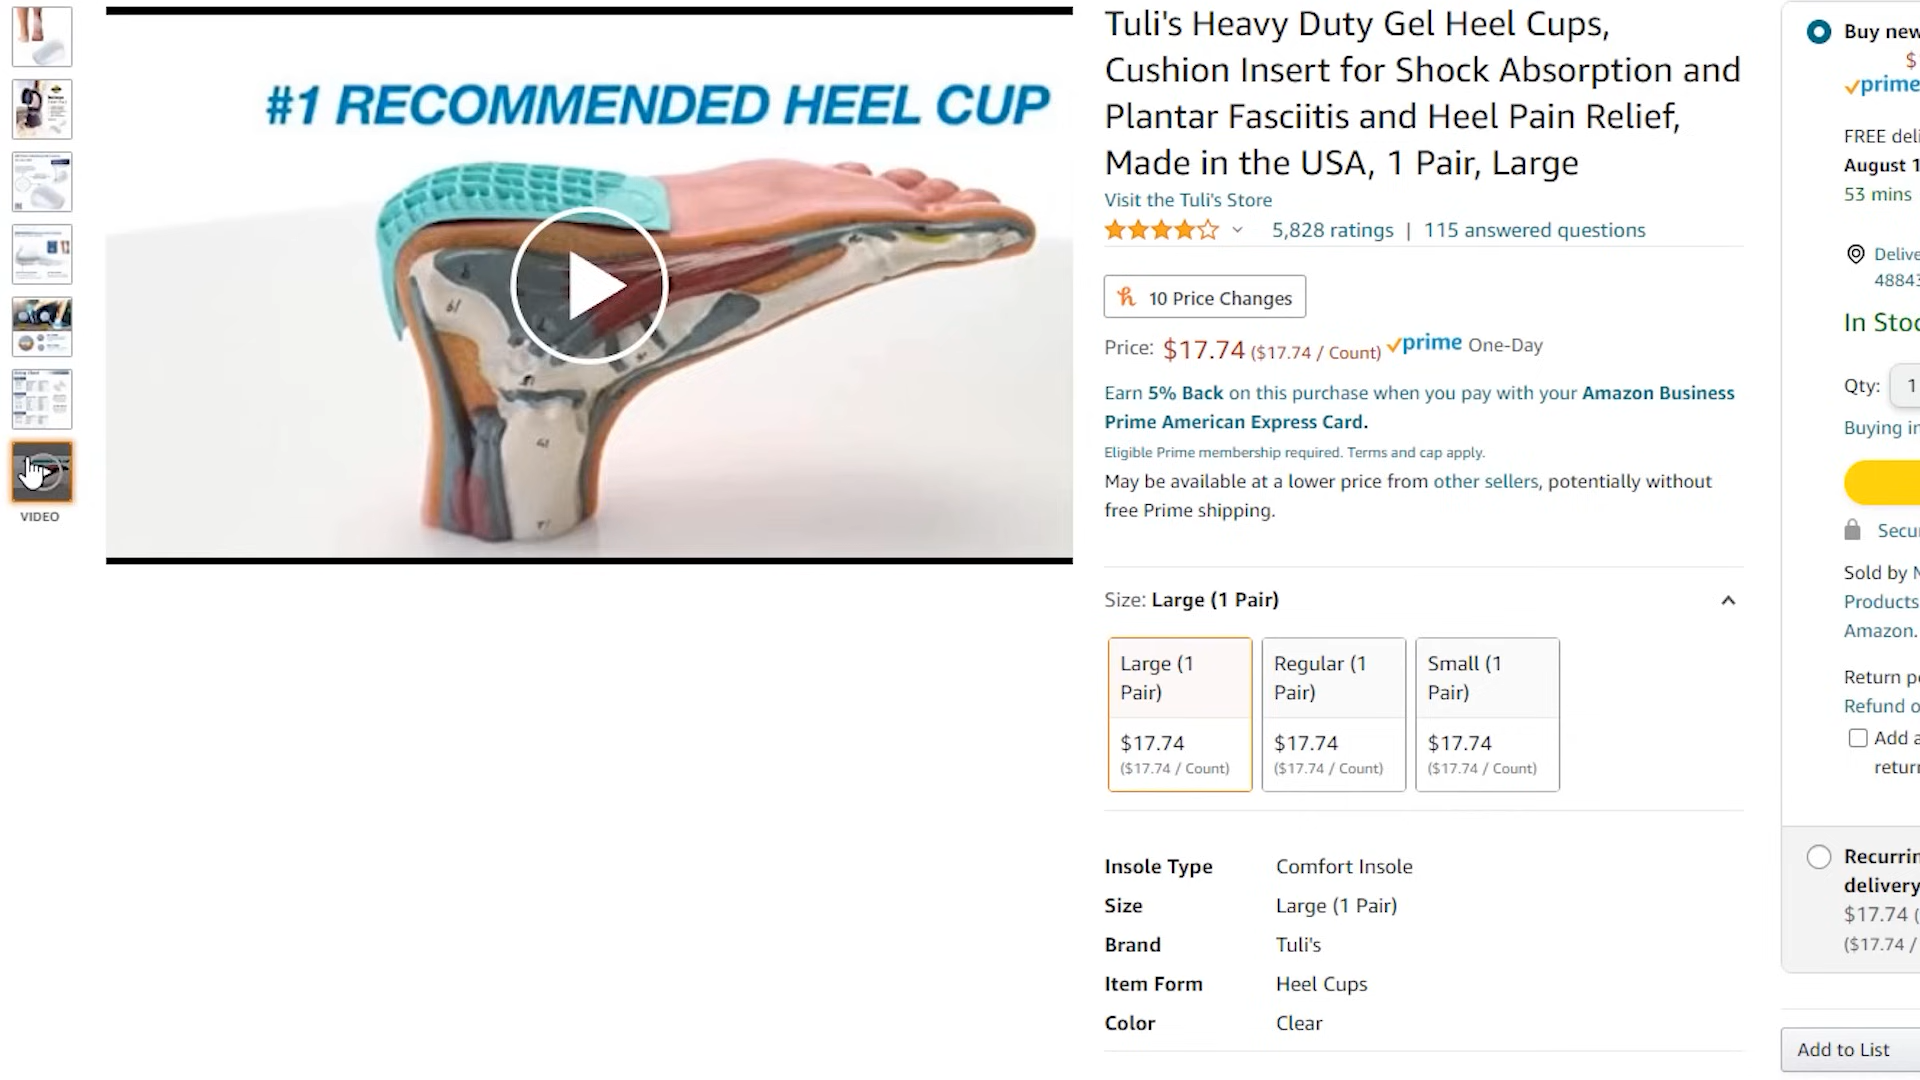 VIDEO
#1 RECOMMENDED HEEL CUP
Tuli's Heavy Duty Gel Heel Cups,
Cushion Insert for Shock Absorption and
Plantar Fasciitis and Heel Pain Relief,
Made in the USA, 1 Pair, Large
Visit the Tuli's Store
5,828 ratings | 115 answered questions
10 Price Changes
Price: $17.74 ($17.74 / Count) prime One-Day
Earn 5% Back on this purchase when you pay with your Amazon Business
Prime American Express Card.
Eligible Prime membership required. Terms and cap apply.
May be available at a lower price from other sellers, potentially without
free Prime shipping.
Size: Large (1 Pair)
Large (1
Pair)
$17.74
($17.74 / Count)
Regular (1
Pair)
$17.74
($17.74 / Count)
Small (1
Pair)
$17.74
($17.74 / Count)
Insole Type Comfort Insole
Size Large (1 Pair)
Brand Tuli's
Item Form Heel Cups
Color Clear
Buy new
$
prime
FREE deli
August 1
53 mins
Delive
48843
In Stoc
Qty: 1
Buying in
Secu
Sold by M
Products
Amazon.
Return po
Refund o
Add a
return
Recurrin
delivery
$17.74 (
($17.74 /
Add to List